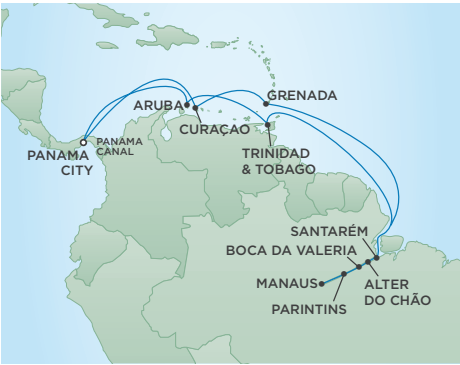 GRENADA
ARUBA
CURAÇAO
PANAMA
CANAL
PANAMA
CITY
TRINIDAD
& TOBAGO
SANTARÉM
BOCA DA VALERIA
MANAUS
ALTER
DO CHÃO
PARINTINS